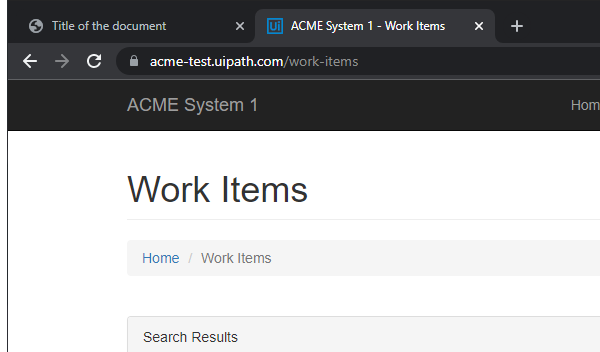 Title of the document
Ui ACME System 1 - Work Items
acme-test.uipath.com/work-items
ACME System 1 Hom
Work Items
Home / Work Items
Search Results